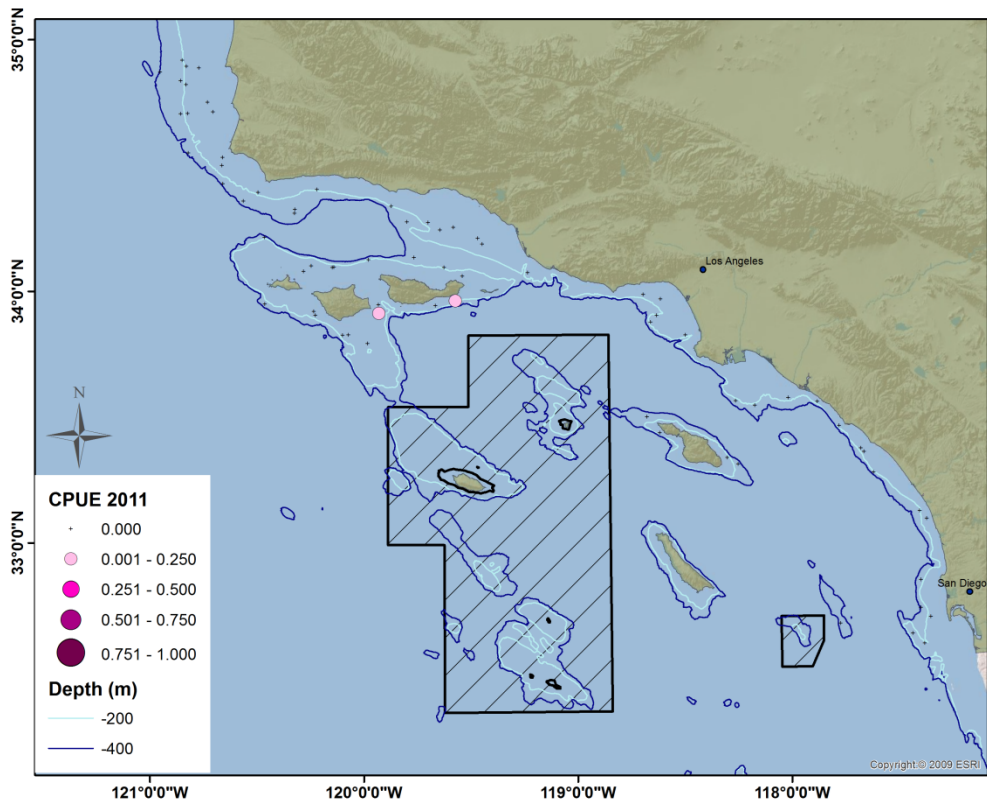 35°0'0"N
34°0'0"N
33°0'0"N
Los Angeles
San Diego
N
CPUE 2011
0.000
0.001 - 0.250
0.251 - 0.500
0.501 - 0.750
0.751 - 1.000
Depth (m)
-200
-400
Copyright:© 2009 ESRI
121°0'0"W
120°0'0"W
119°0'0"W
118°0'0"W